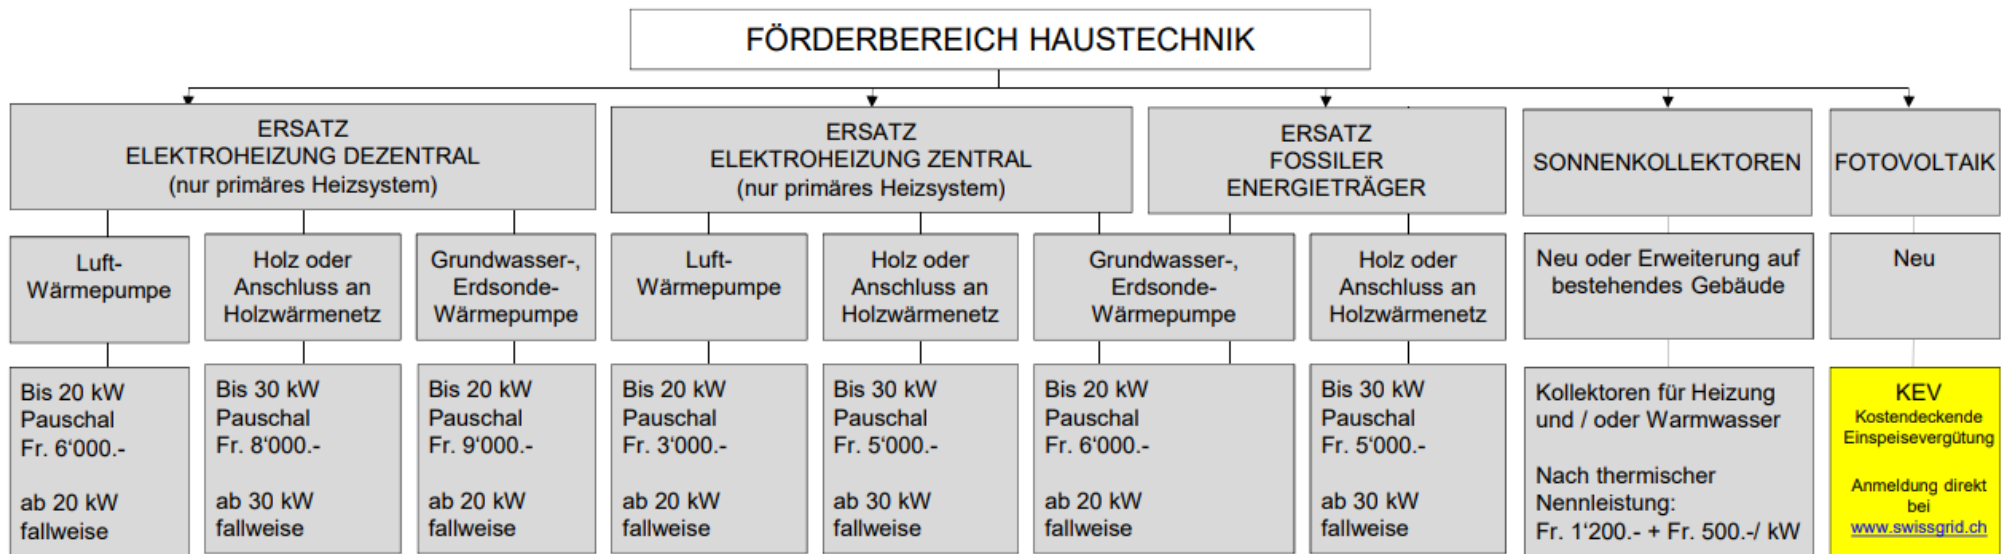 FÖRDERBEREICH HAUSTECHNIK
ERSATZ
ELEKTROHEIZUNG DEZENTRAL
(nur primäres Heizsystem)
ERSATZ
ELEKTROHEIZUNG ZENTRAL
(nur primäres Heizsystem)
ERSATZ
FOSSILER
ENERGIETRÄGER
SONNENKOLLEKTOREN
FOTOVOLTAIK
Luft-
Wärmepumpe
Holz oder
Anschluss an
Holzwärmenetz
Grundwasser-,
Erdsonde-
Wärmepumpe
Luft-
Wärmepumpe
Holz oder
Anschluss an
Holzwärmenetz
Grundwasser-,
Erdsonde-
Wärmepumpe
Holz oder
Anschluss an
Holzwärmenetz
Neu oder Erweiterung auf
bestehendes Gebäude
Neu
Bis 20 kW
Pauschal
Fr. 6‘000.-
ab 20 kW
fallweise
Bis 30 kW
Pauschal
Fr. 8‘000.-
ab 30 kW
fallweise
Bis 20 kW
Pauschal
Fr. 9‘000.-
ab 20 kW
fallweise
Bis 20 kW
Pauschal
Fr. 3‘000.-
ab 20 kW
fallweise
Bis 30 kW
Pauschal
Fr. 5‘000.-
ab 30 kW
fallweise
Bis 20 kW
Pauschal
Fr. 6‘000.-
ab 20 kW
fallweise
Bis 30 kW
Pauschal
Fr. 5‘000.-
ab 30 kW
fallweise
Kollektoren für Heizung
und / oder Warmwasser
Nach thermischer
Nennleistung:
Fr. 1‘200.- + Fr. 500.-/ kW
KEV
Kostendeckende
Einspeisevergütung
Anmeldung direkt
bei
www.swissgrid.ch